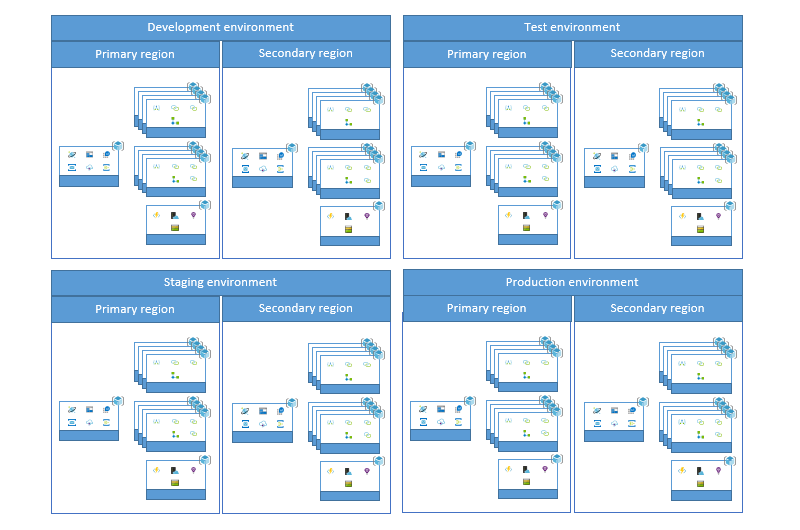 Development environment
Primary region
Secondary region
Test environment
Primary region
Secondary region
Staging environment
Primary region
Secondary region
Production environment
Primary region
Secondary region